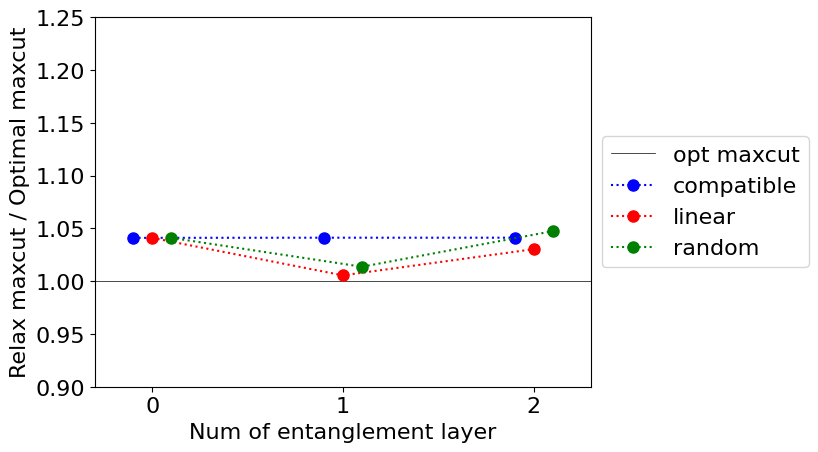 Relax maxcut / Optimal maxcut
1.25
1.20
1.15
1.10
1.05
1.00
0.95
0.90
0
1
2
Num of entanglement layer
opt maxcut
compatible
linear
random